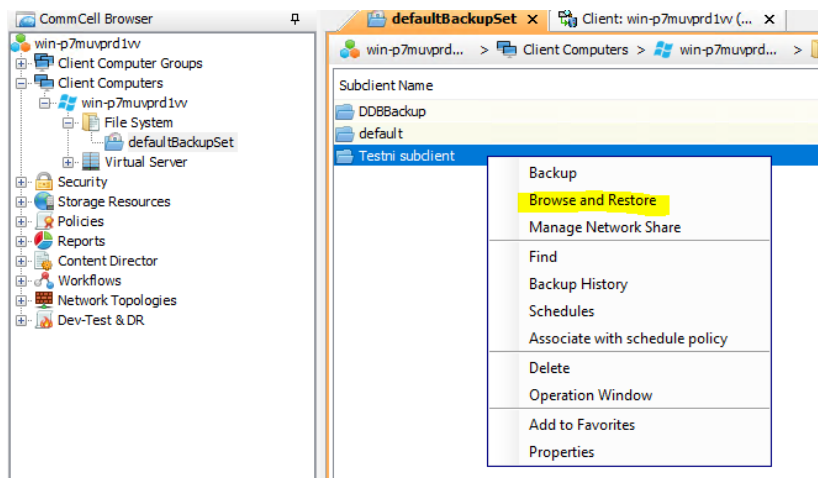 CommCell Browser
win-p7muvprd1vv
Client Computer Groups
Client Computers
win-p7muvprd1vv
File System
defaultBackupSet
Virtual Server
Security
Storage Resources
Policies
Reports
Content Director
Workflows
Network Topologies
Dev-Test & DR
defaultBackupSet
Client: win-p7muvprd1vv (...
win-p7muvprd... > Client Computers > win-p7muvprd... >
Subclient Name
DDBBackup
default
Testni subclient
Backup
Browse and Restore
Manage Network Share
Find
Backup History
Schedules
Associate with schedule policy
Delete
Operation Window
Add to Favorites
Properties